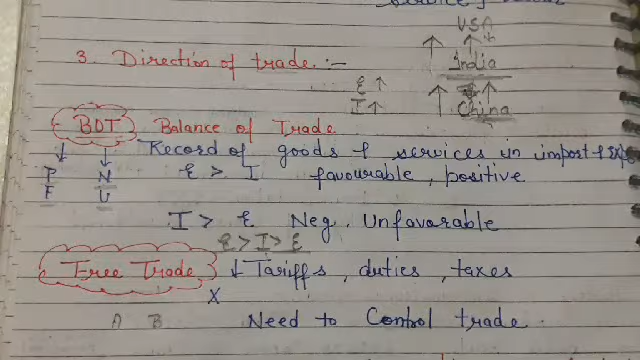 USA
3. Direction of trade :-
↑ ↑ ↓
India
E ↑
I ↑
↑ ↑
China
BOT Balance of Trade
↓ ↓ Record of goods & services in import & Exp
P N E > I favourable, positive
F U
I > E Neg. Unfavorable
E > I > E
Free Trade ↓ Tariffs, duties, taxes
X
A B Need to Control trade.